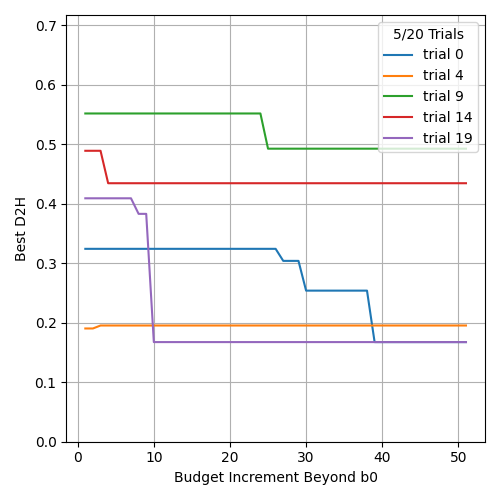 5/20 Trials
trial 0
trial 4
trial 9
trial 14
trial 19
0.7
0.6
0.5
0.4
0.3
0.2
0.1
0.0
Best D2H
0 10 20 30 40 50
Budget Increment Beyond b0